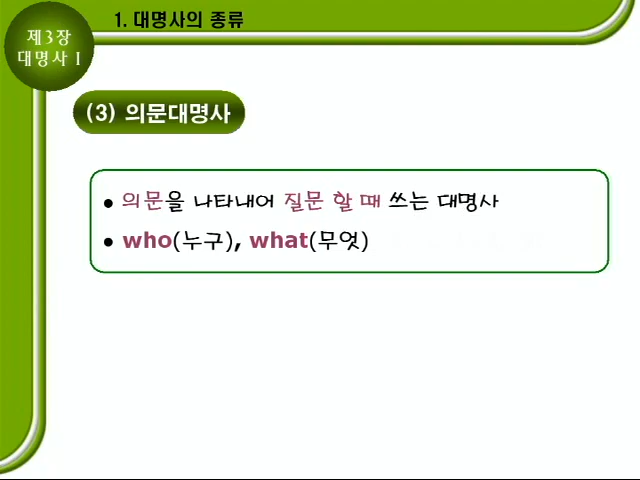 1. 대명사의 종류
제3장
대명사 I
(3) 의문대명사
• 의문을 나타내어 질문 할 때 쓰는 대명사
• who(누구), what(무엇)